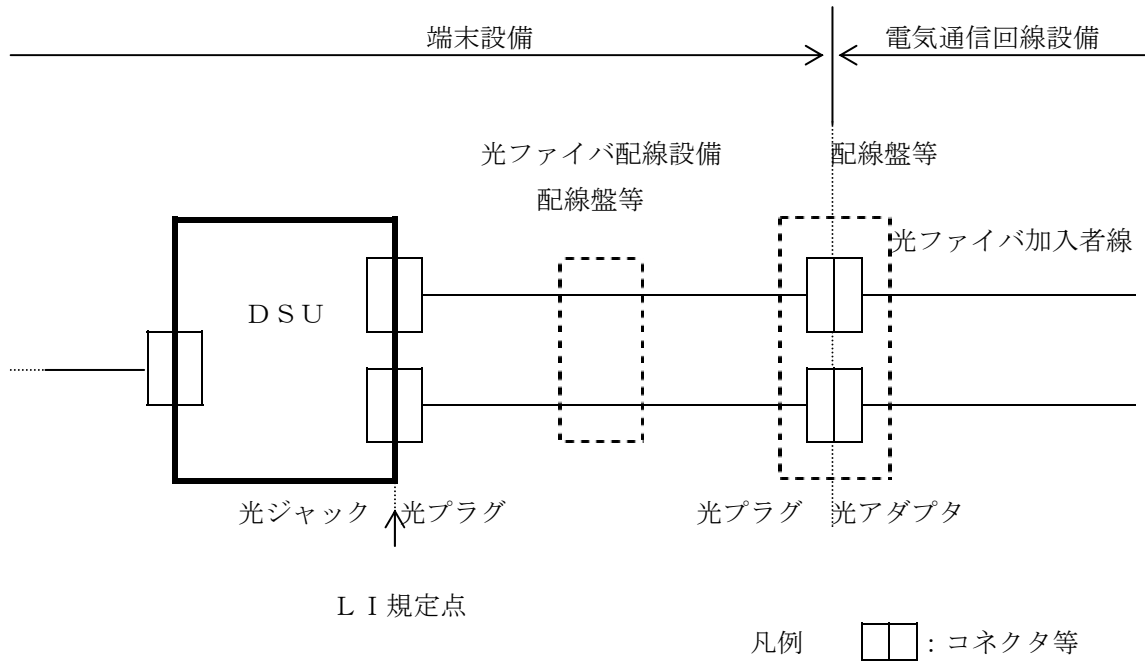 端末設備
電気通信回線設備
光ファイバ配線設備
配線盤等
配線盤等
光ファイバ加入者線
ＤＳＵ
光ジャック
光プラグ
光プラグ
光アダプタ
ＬＩ規定点
凡例
：コネクタ等